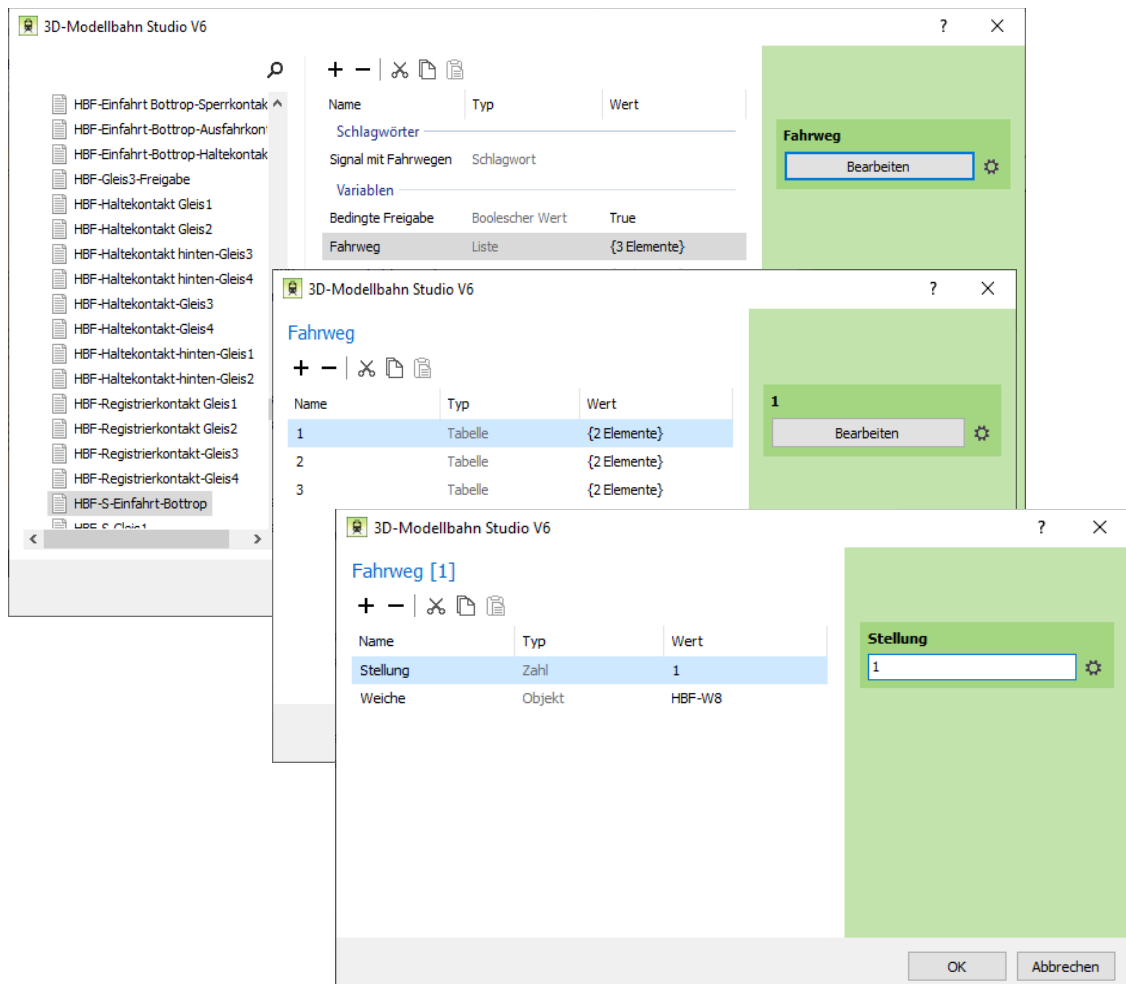 3D-Modellbahn Studio V6 ?
HBF-Einfahrt Bottrop-Sperrkontak
HBF-Einfahrt-Bottrop-Ausfahrkon
HBF-Einfahrt-Bottrop-Haltekontak
HBF-Gleis3-Freigabe
HBF-Haltekontakt Gleis1
HBF-Haltekontakt Gleis2
HBF-Haltekontakt hinten-Gleis3
HBF-Haltekontakt hinten-Gleis4
HBF-Haltekontakt-Gleis3
HBF-Haltekontakt-Gleis4
HBF-Haltekontakt-hinten-Gleis1
HBF-Haltekontakt-hinten-Gleis2
HBF-Registrierkontakt Gleis1
HBF-Registrierkontakt Gleis2
HBF-Registrierkontakt-Gleis3
HBF-Registrierkontakt-Gleis4
HBF-S-Einfahrt-Bottrop
HBF-S-Gleis1
Name Typ Wert
Schlagwörter
Signal mit Fahrwegen Schlagwort
Variablen
Bedingte Freigabe Boolescher Wert True
Fahrweg Liste {3 Elemente}
Fahrweg
Bearbeiten
3D-Modellbahn Studio V6 ?
Fahrweg
Name Typ Wert
1 Tabelle {2 Elemente}
2 Tabelle {2 Elemente}
3 Tabelle {2 Elemente}
1
Bearbeiten
3D-Modellbahn Studio V6 ?
Fahrweg [1]
Name Typ Wert
Stellung Zahl 1
Weiche Objekt HBF-W8
Stellung
1
OK Abbrechen